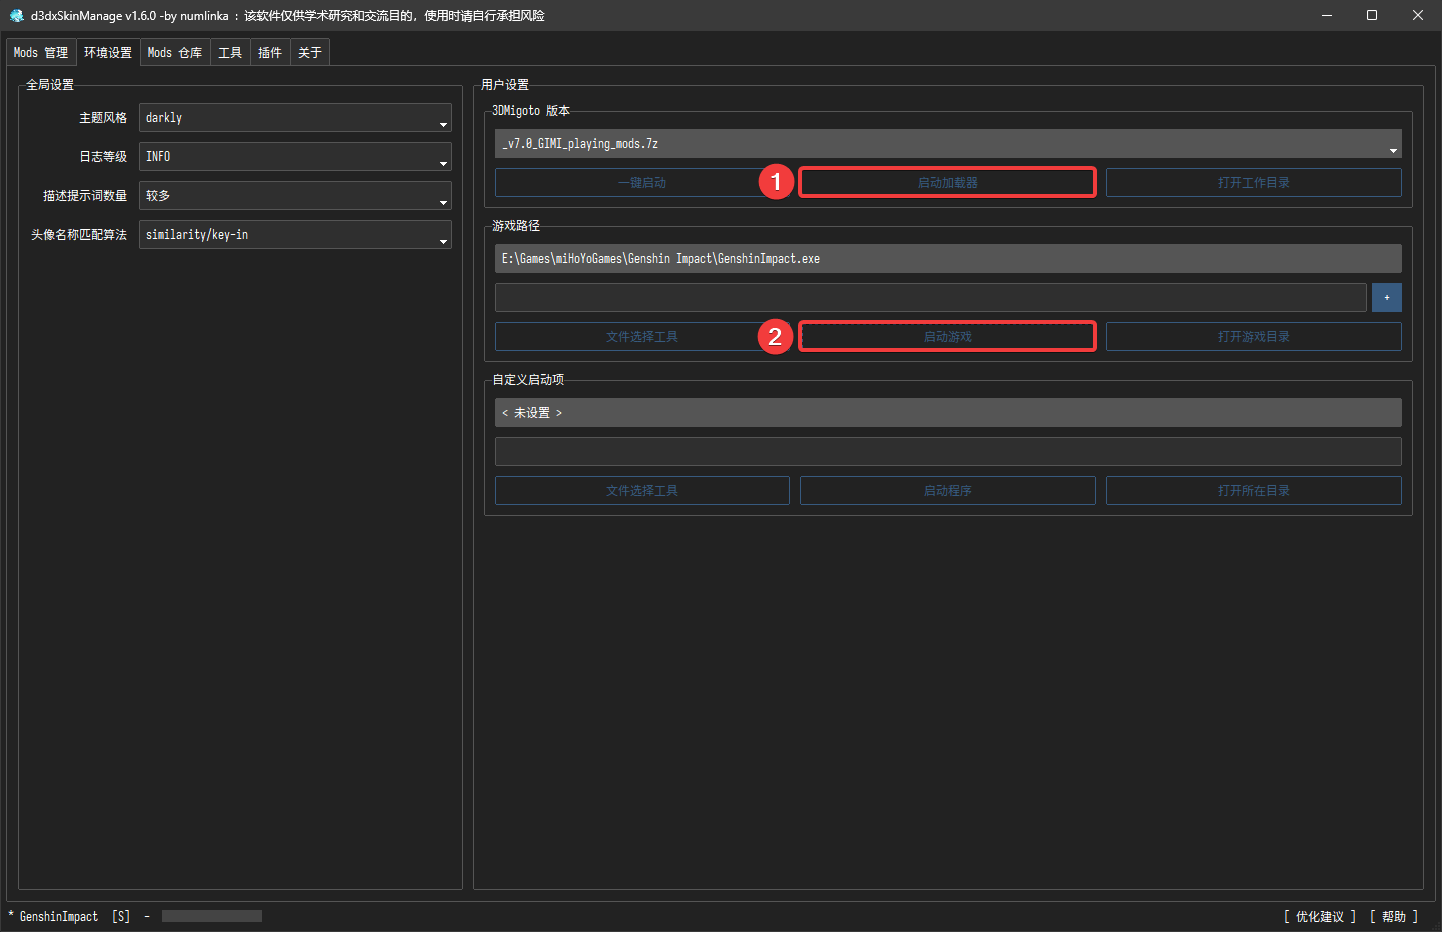 d3dxSkinManage v1.6.0 -by numlinka : 该软件仅供学术研究和交流目的，使用时请自行承担风险
Mods 管理 环境设置 Mods 仓库 工具 插件 关于
全局设置
主题风格 darkly
日志等级 INFO
描述提示词数量 较多
头像名称匹配算法 similarity/key-in
用户设置
3DMigoto 版本
_v7.0_GIMI_playing_mods.7z
一键启动 1 启动加载器 打开工作目录
游戏路径
E:\Games\miHoYoGames\Genshin Impact\GenshinImpact.exe
+
文件选择工具 2 启动游戏 打开游戏目录
自定义启动项
< 未设置 >
文件选择工具 启动程序 打开所在目录
* GenshinImpact [S] - [ 优化建议 ] [ 帮助 ]